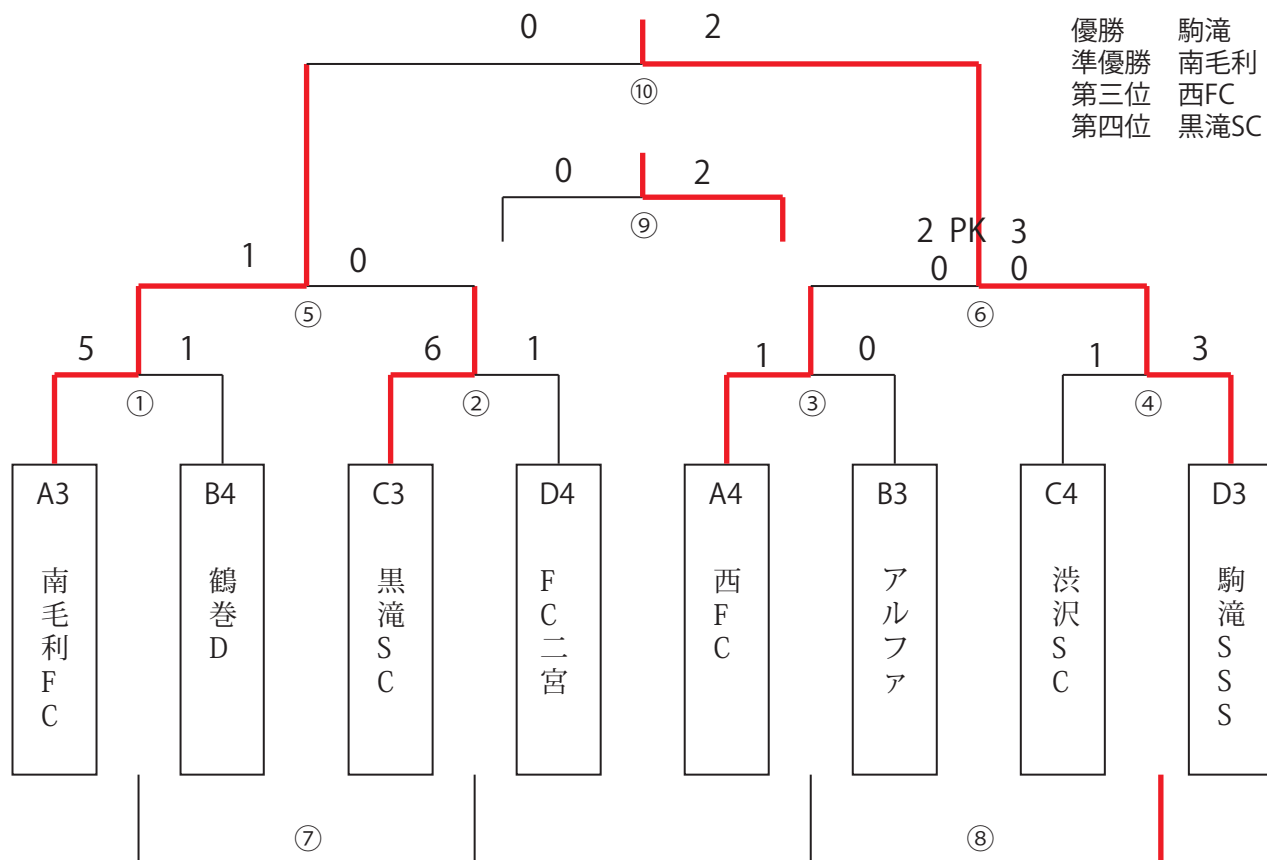 0 2
優勝 駒滝
準優勝 南毛利
第三位 西FC
第四位 黒滝SC
⑩
0 2
⑨
1 0
2 PK 3
0 0
⑤
⑥
5 1
6 1
1 0
1 3
①
②
③
④
A3
南毛利FC
B4
鶴巻D
C3
黒滝SC
D4
FC二宮
A4
西FC
B3
アルファ
C4
渋沢SC
D3
駒滝SSS
⑦
⑧